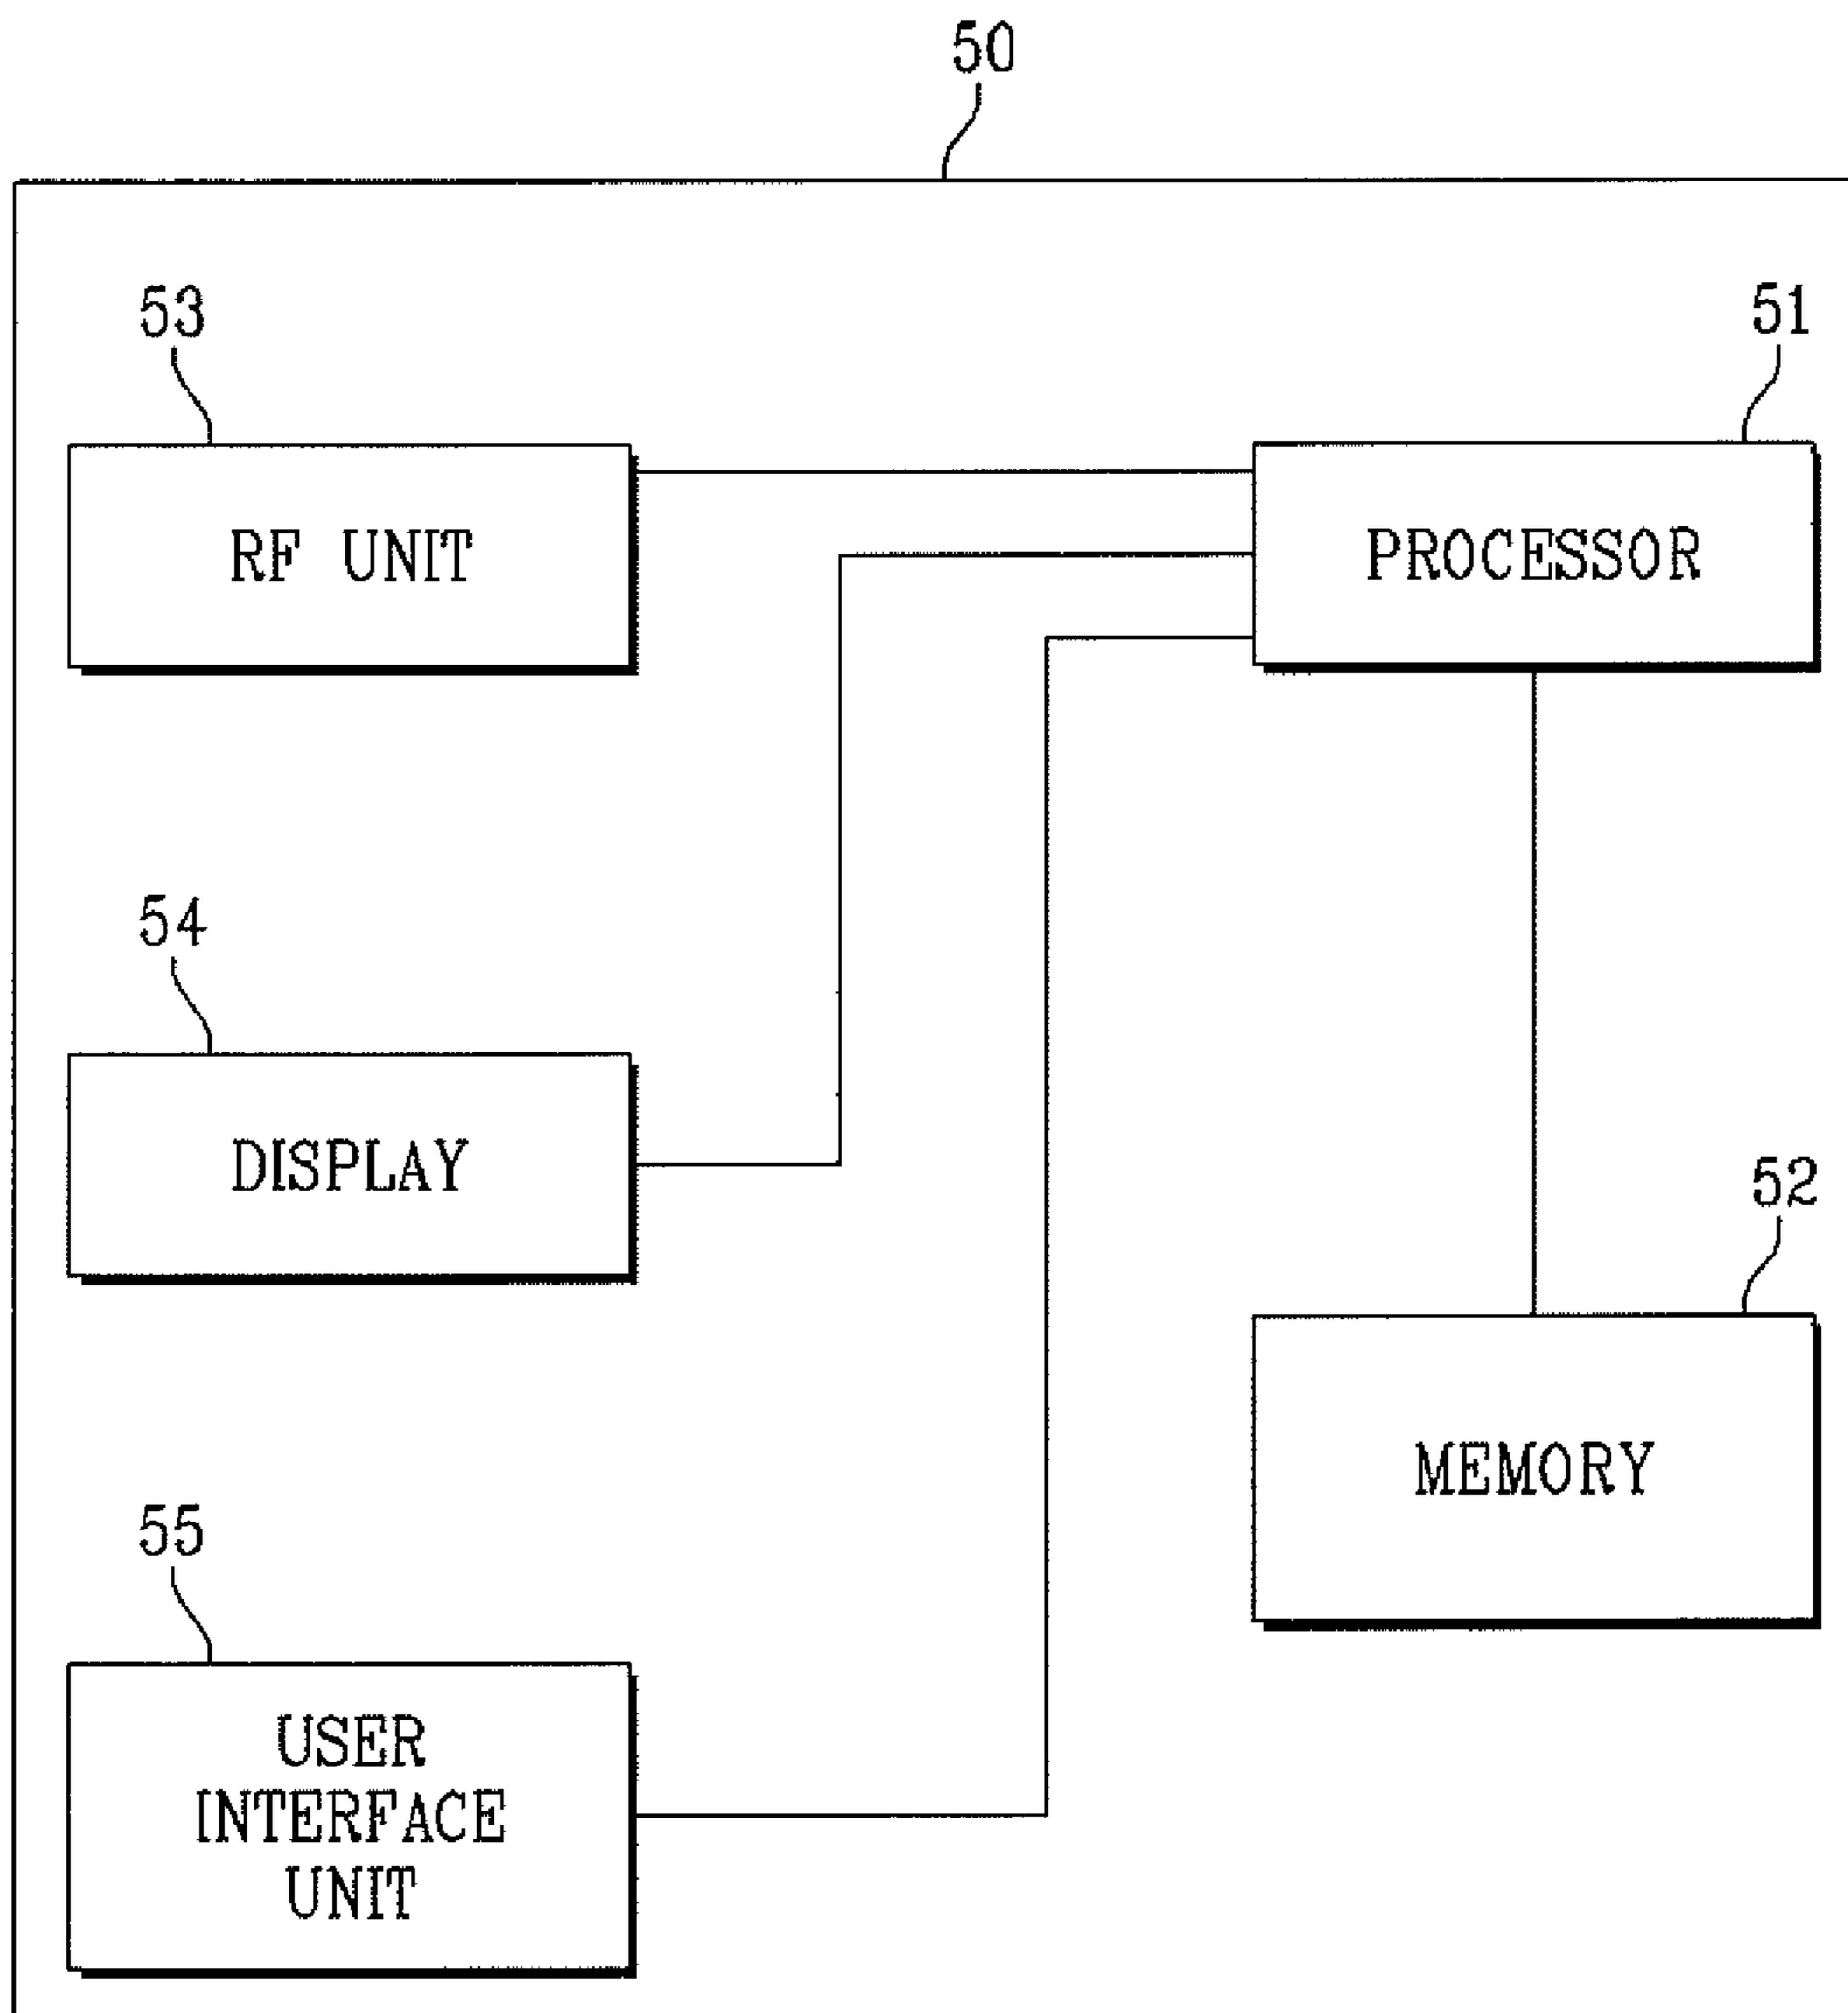 50
53
51
RF UNIT
PROCESSOR
54
DISPLAY
52
MEMORY
55
USER
INTERFACE
UNIT